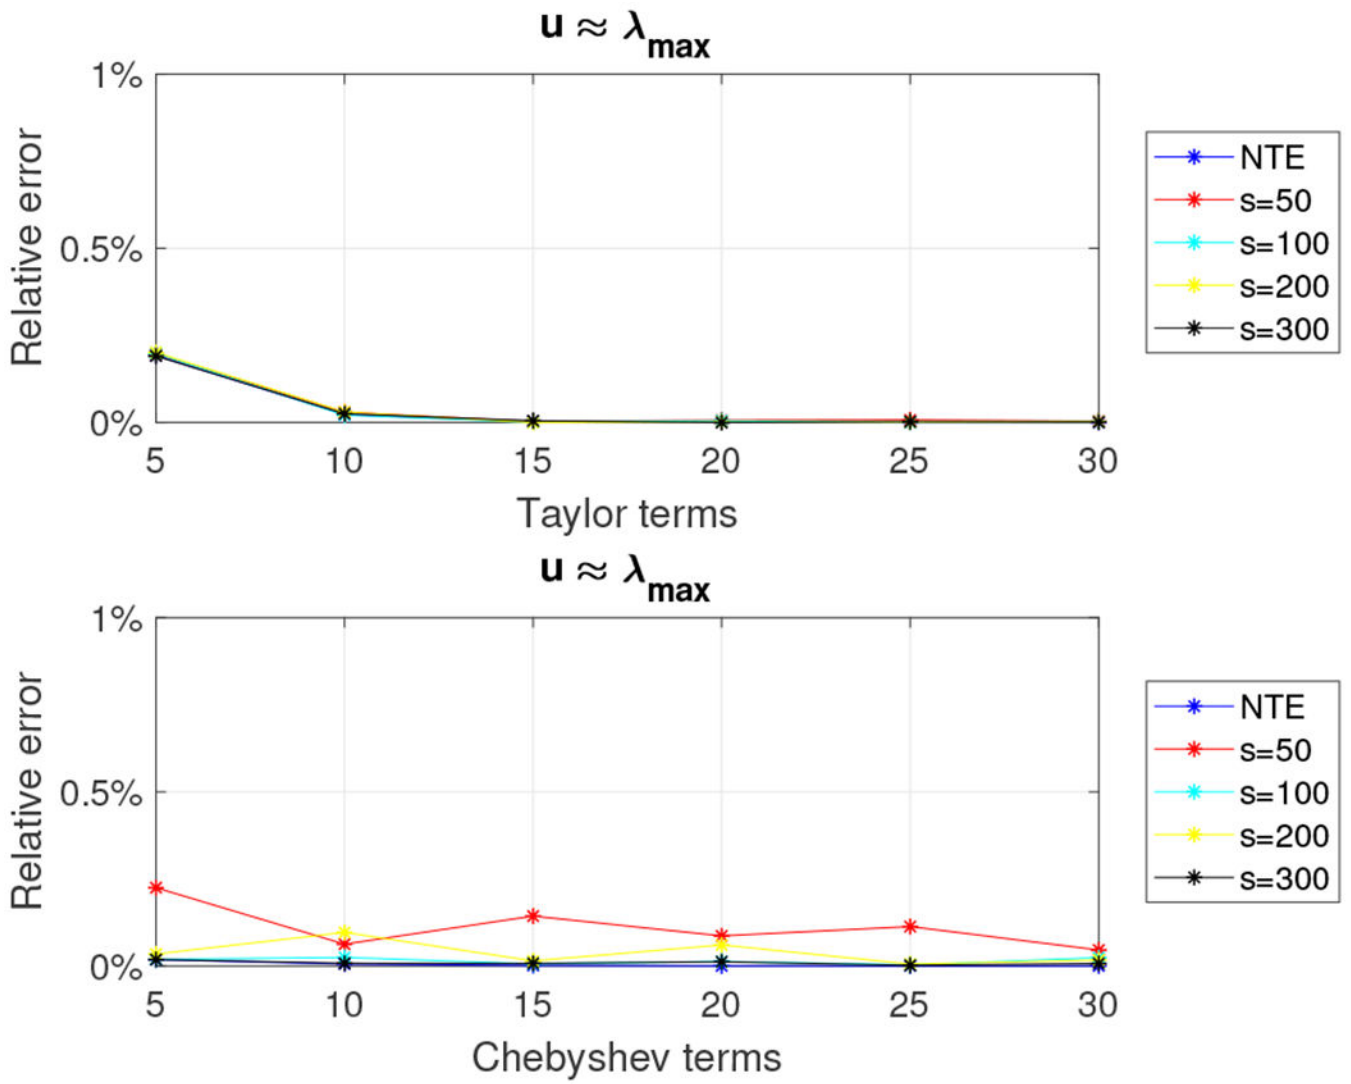 u ≈ λmax
1%
0.5%
0%
Relative error
5 10 15 20 25 30
Taylor terms
NTE
s=50
s=100
s=200
s=300
u ≈ λmax
1%
0.5%
0%
Relative error
5 10 15 20 25 30
Chebyshev terms
NTE
s=50
s=100
s=200
s=300